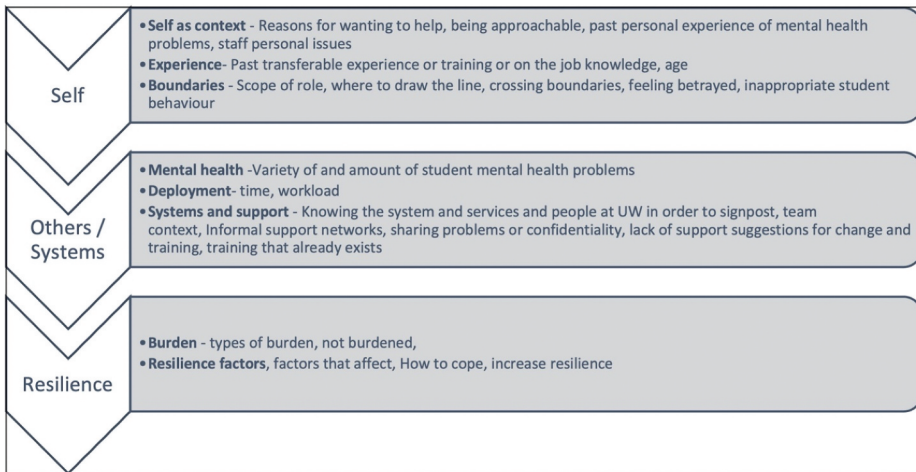 Self
• Self as context - Reasons for wanting to help, being approachable, past personal experience of mental health
problems, staff personal issues
• Experience- Past transferable experience or training or on the job knowledge, age
• Boundaries - Scope of role, where to draw the line, crossing boundaries, feeling betrayed, inappropriate student
behaviour
Others /
Systems
• Mental health -Variety of and amount of student mental health problems
• Deployment- time, workload
• Systems and support - Knowing the system and services and people at UW in order to signpost, team
context, Informal support networks, sharing problems or confidentiality, lack of support suggestions for change and
training, training that already exists
Resilience
• Burden - types of burden, not burdened,
• Resilience factors, factors that affect, How to cope, increase resilience